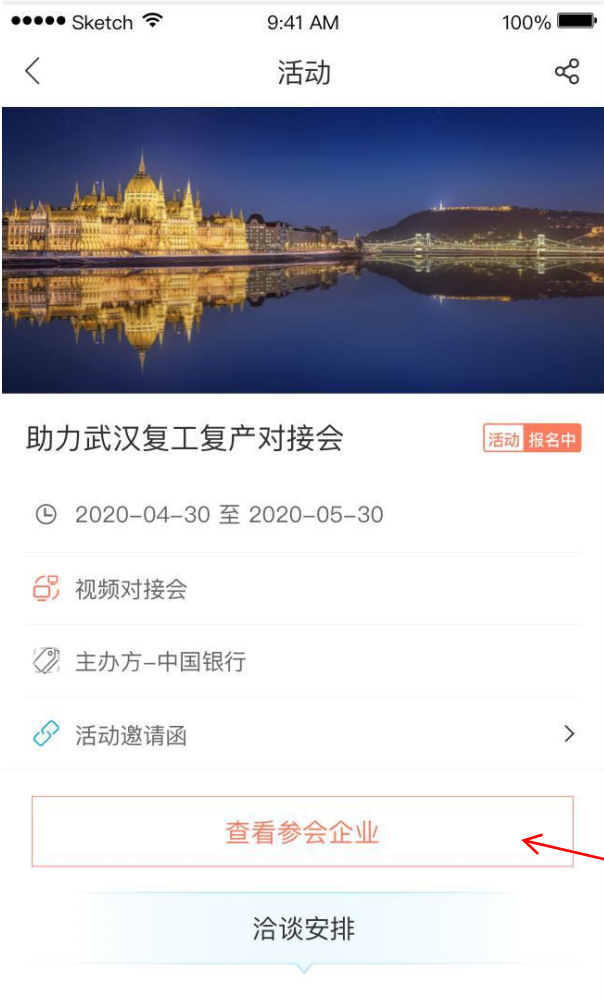 Sketch 9:41 AM 100%
活动
助力武汉复工复产对接会 活动 报名中
2020-04-30 至 2020-05-30
视频对接会
主办方-中国银行
活动邀请函
查看参会企业
洽谈安排